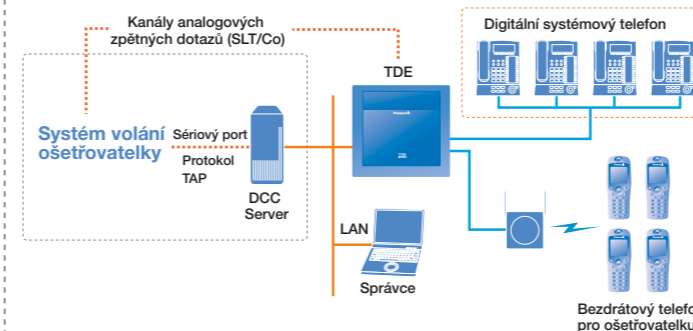 Kanály analogových
zpětných dotazů (SLT/Co)
Digitální systémový telefon
TDE
Systém volání
ošetřovatelky
Sériový port
Protokol
TAP
DCC
Server
LAN
Správce
Bezdrátový telefo
pro ošetřovatelku